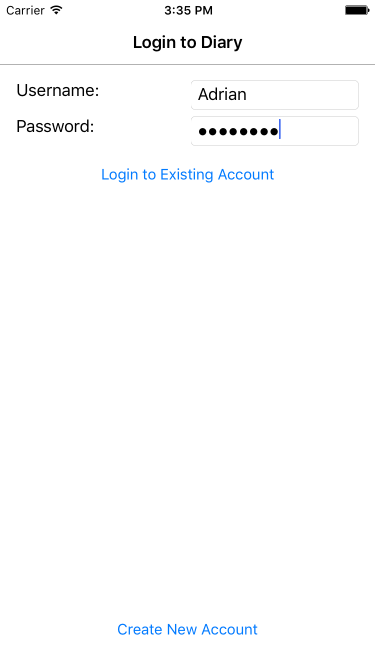 Carrier 3:35 PM
Login to Diary
Username: Adrian
Password: ●●●●●●●●
Login to Existing Account
Create New Account